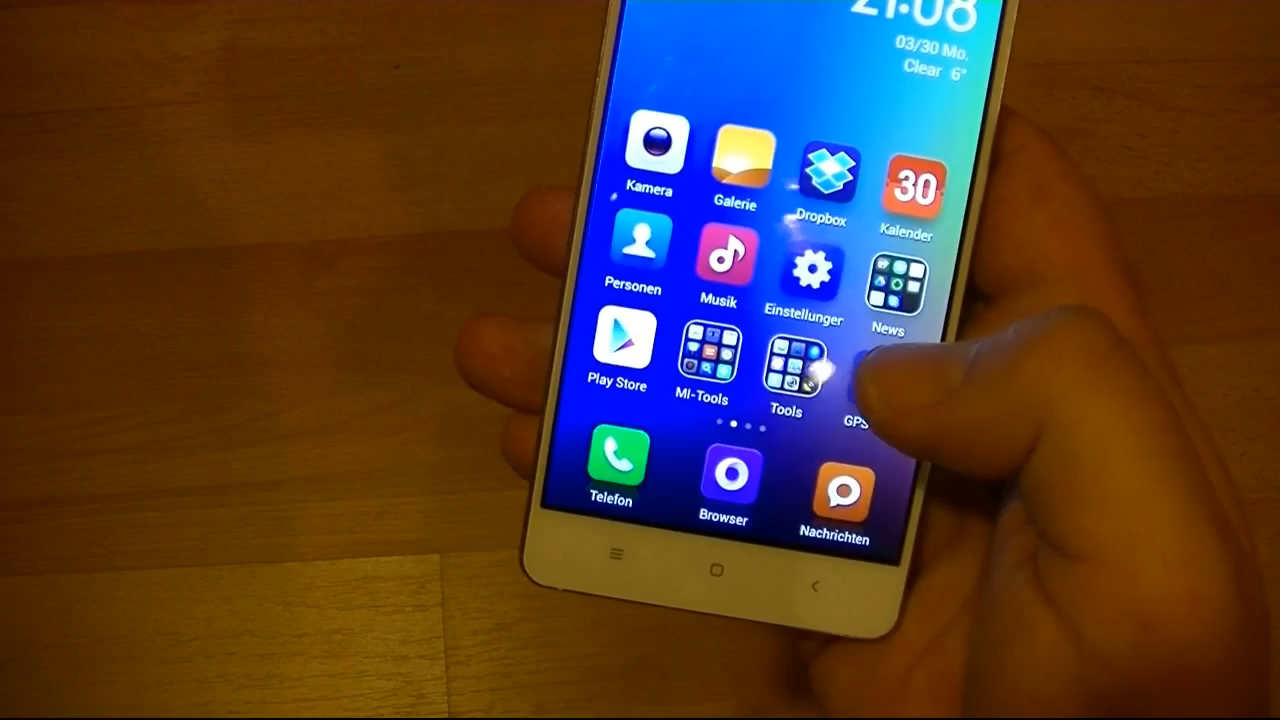 21:08
03/30 Mo.
Clear 6°
Kamera
Galerie
Dropbox
30
Kalender
Personen
Musik
Einstellungen
News
Play Store
MI-Tools
Tools
GPS
Telefon
Browser
Nachrichten